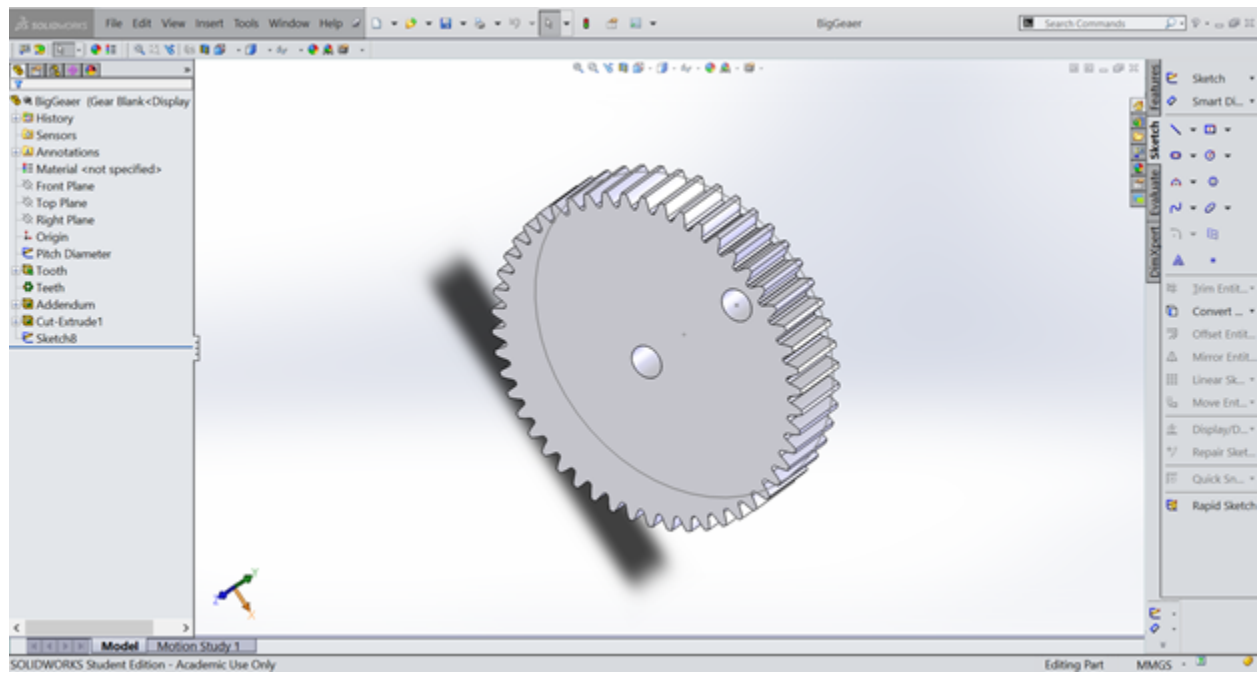 SOLIDWORKS File Edit View Insert Tools Window Help BigGeaer Search Commands
BigGeaer (Gear Blank<Display
History
Sensors
Annotations
Material <not specified>
Front Plane
Top Plane
Right Plane
Origin
Pitch Diameter
Tooth
Teeth
Addendum
Cut-Extrude1
Sketch8
Y
Z
X
Features
Sketch
Evaluate
DimXpert
Sketch
Smart Di...
Trim Entit...
Convert ...
Offset Entit...
Mirror Entit...
Linear Sk...
Move Ent...
Display/D...
Repair Sket...
Quick Sn...
Rapid Sketch
Model Motion Study 1
SOLIDWORKS Student Edition - Academic Use Only Editing Part MMGS